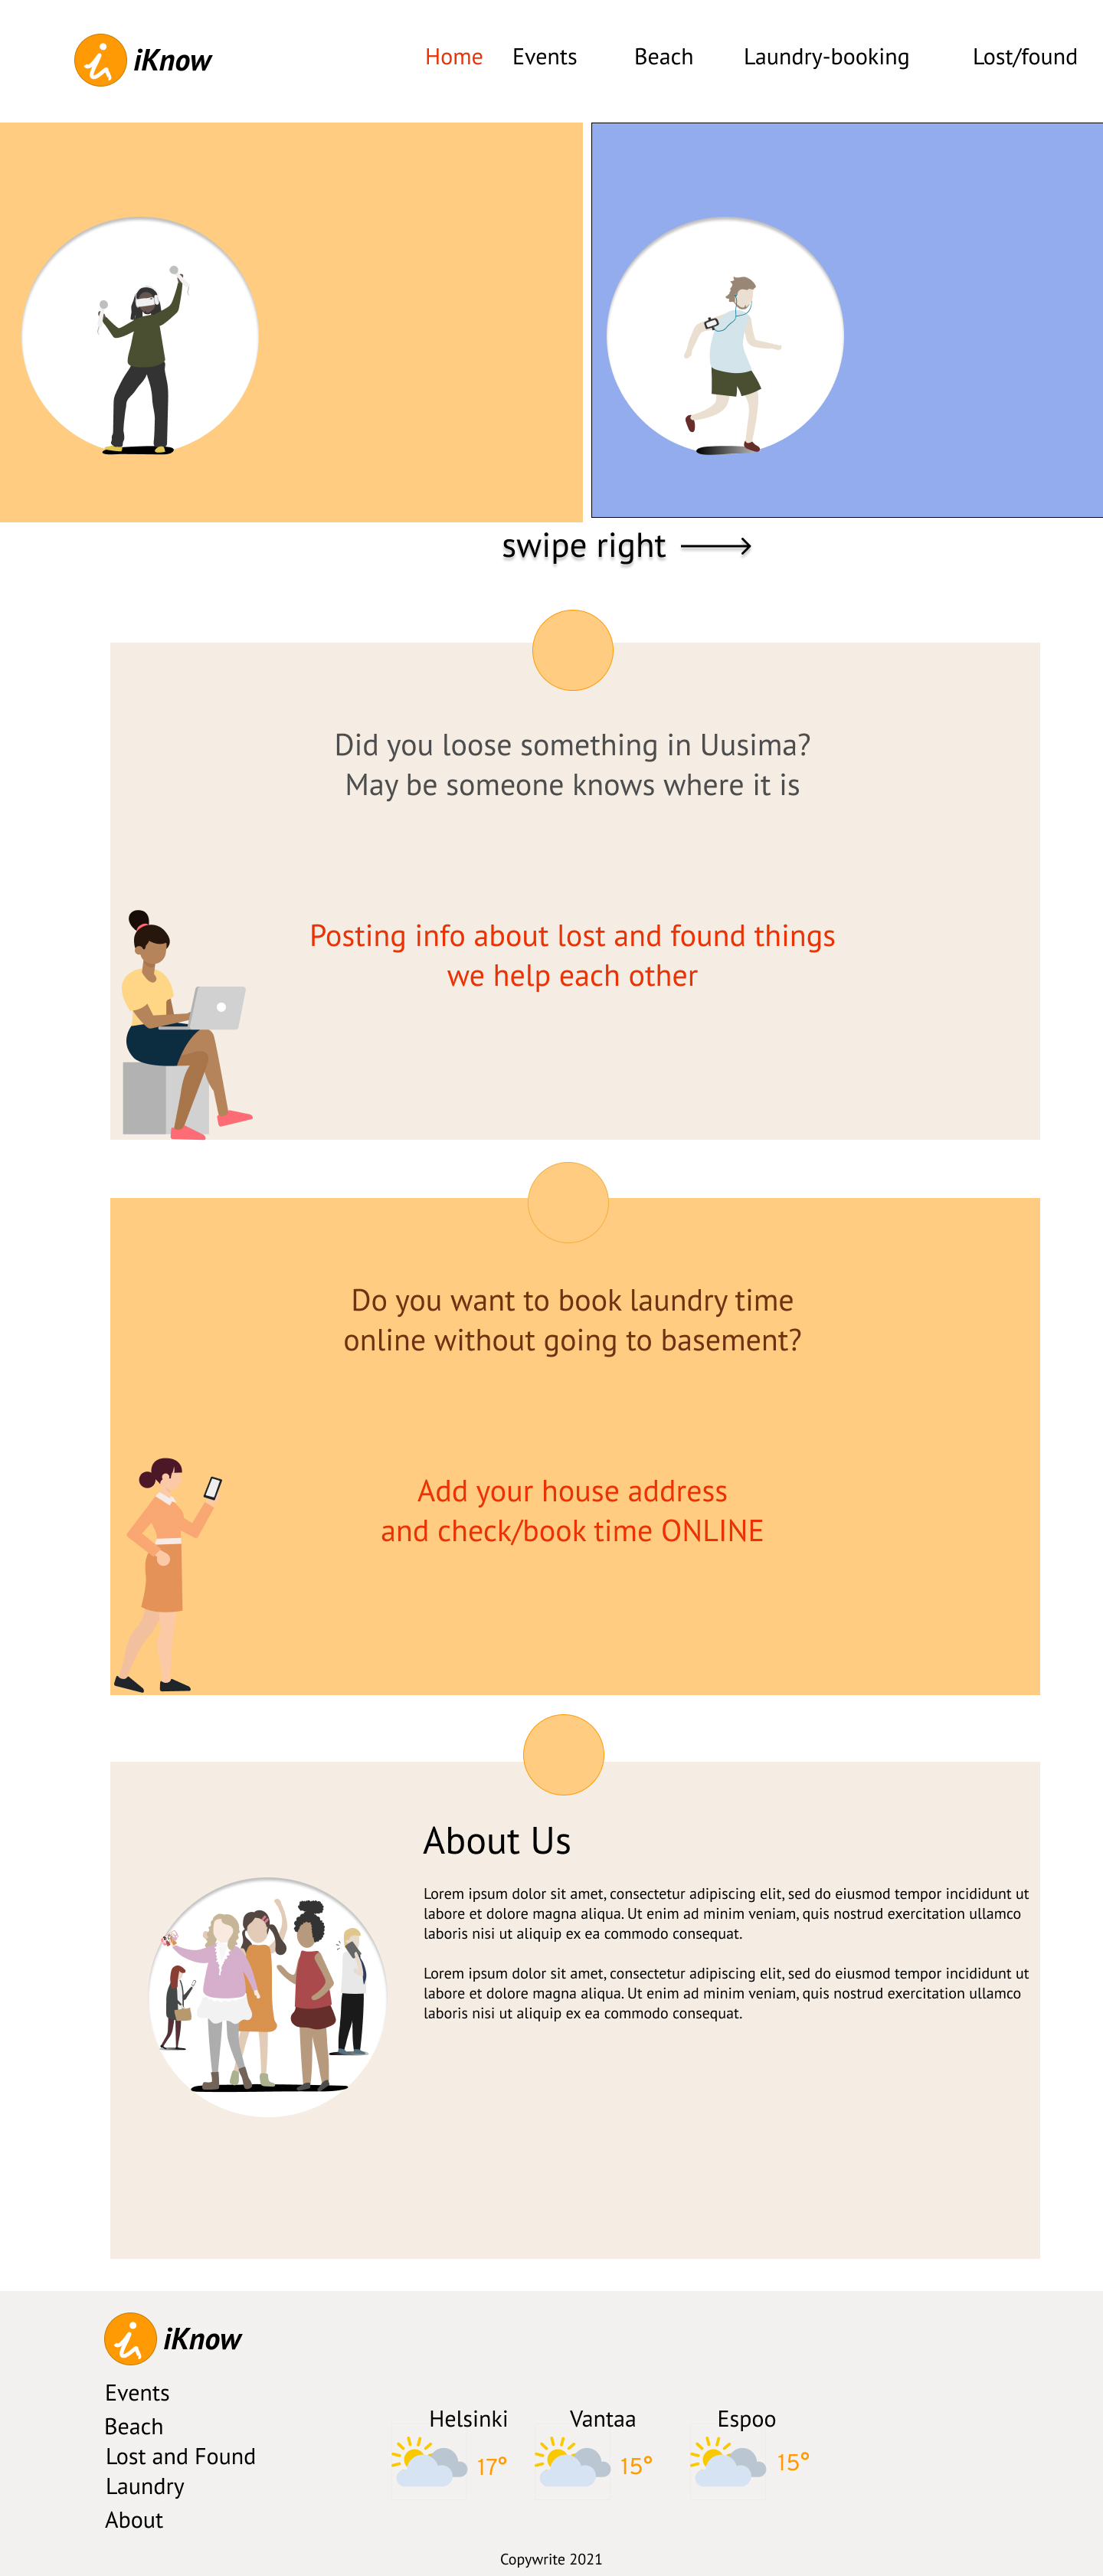 iKnow
Home Events Beach Laundry-booking Lost/found
swipe right
Did you loose something in Uusima?
May be someone knows where it is
Posting info about lost and found things
we help each other
Do you want to book laundry time
online without going to basement?
Add your house address
and check/book time ONLINE
About Us
Lorem ipsum dolor sit amet, consectetur adipiscing elit, sed do eiusmod tempor incididunt ut
labore et dolore magna aliqua. Ut enim ad minim veniam, quis nostrud exercitation ullamco
laboris nisi ut aliquip ex ea commodo consequat.
Lorem ipsum dolor sit amet, consectetur adipiscing elit, sed do eiusmod tempor incididunt ut
labore et dolore magna aliqua. Ut enim ad minim veniam, quis nostrud exercitation ullamco
laboris nisi ut aliquip ex ea commodo consequat.
iKnow
Events
Beach
Lost and Found
Laundry
About
Helsinki Vantaa Espoo
17° 15° 15°
Copywrite 2021